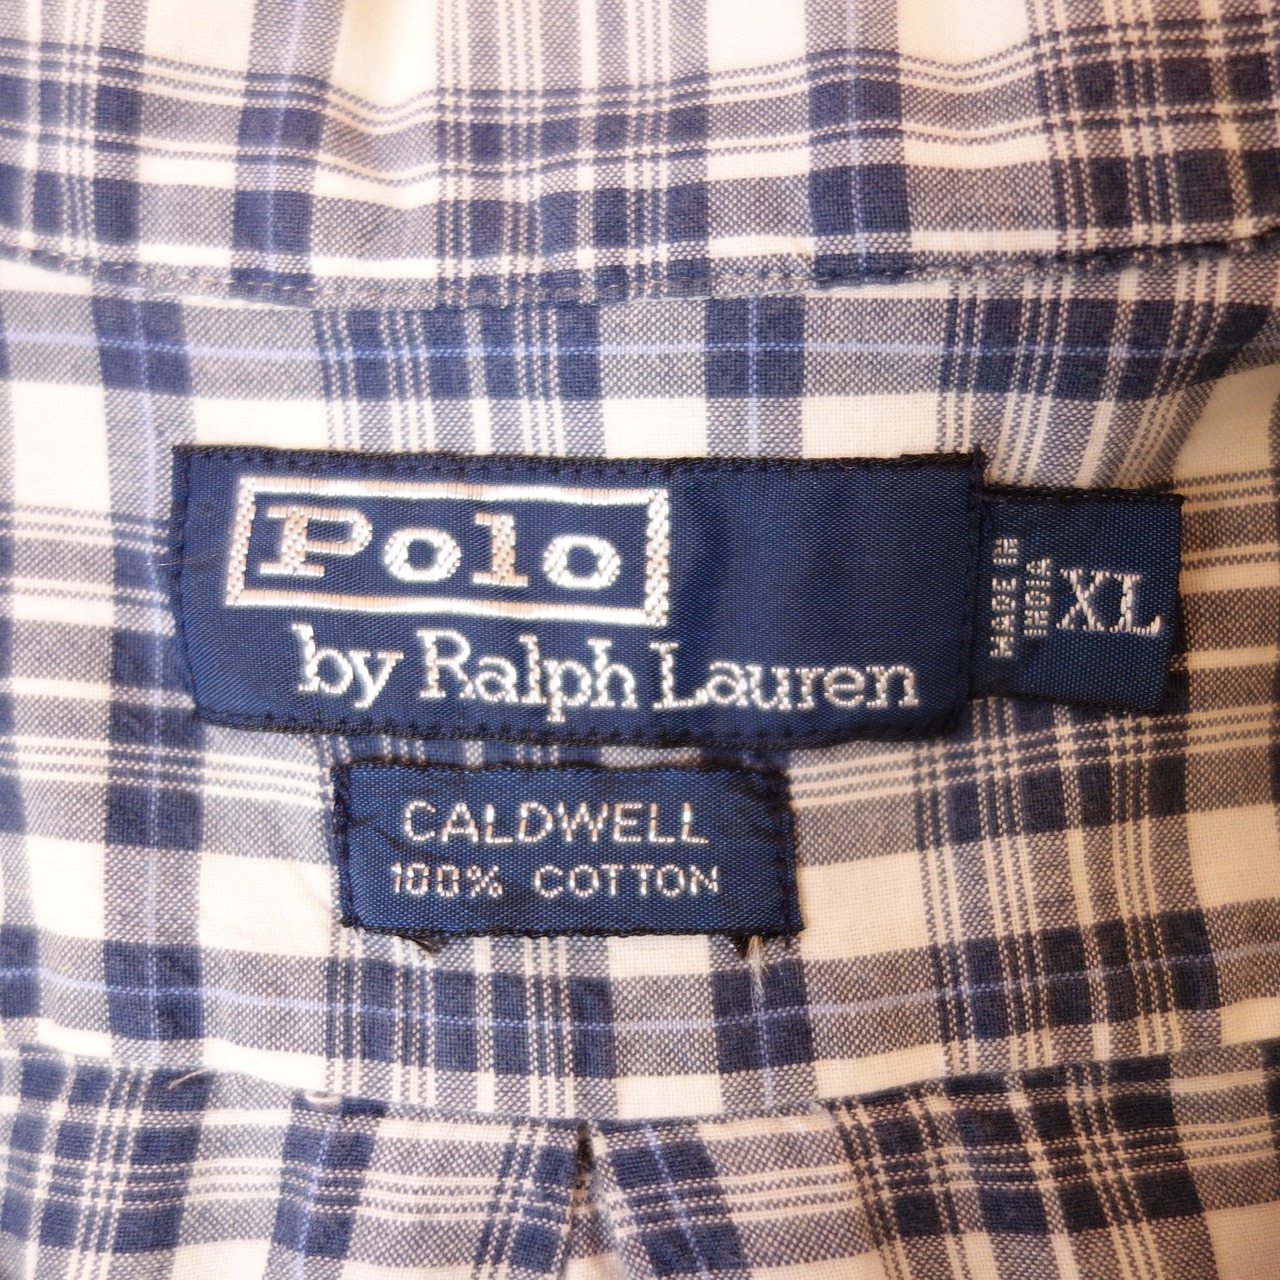 Polo
by Ralph Lauren
MADE IN
INDIA
XL
CALDWELL
100% COTTON